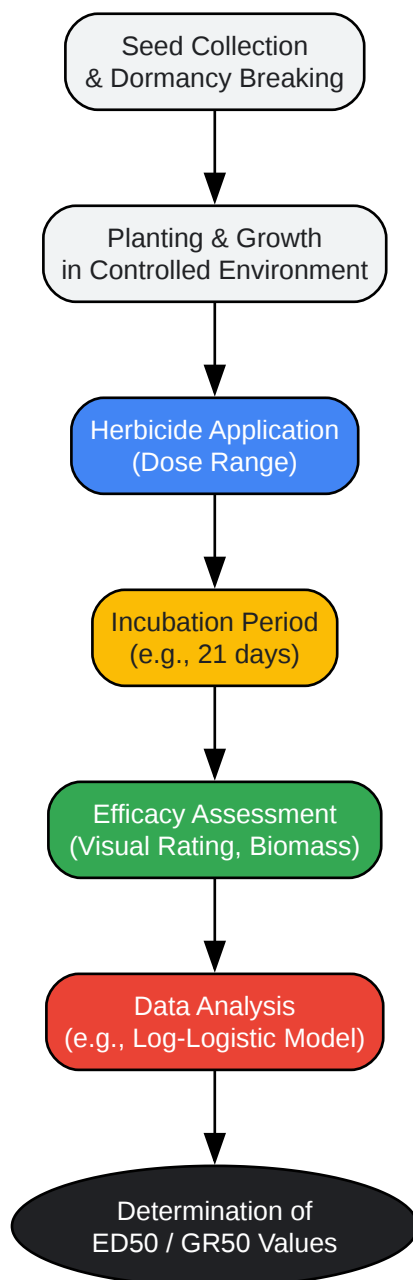 Seed Collection
& Dormancy Breaking
Planting & Growth
in Controlled Environment
Herbicide Application
(Dose Range)
Incubation Period
(e.g., 21 days)
Efficacy Assessment
(Visual Rating, Biomass)
Data Analysis
(e.g., Log-Logistic Model)
Determination of
ED50 / GR50 Values